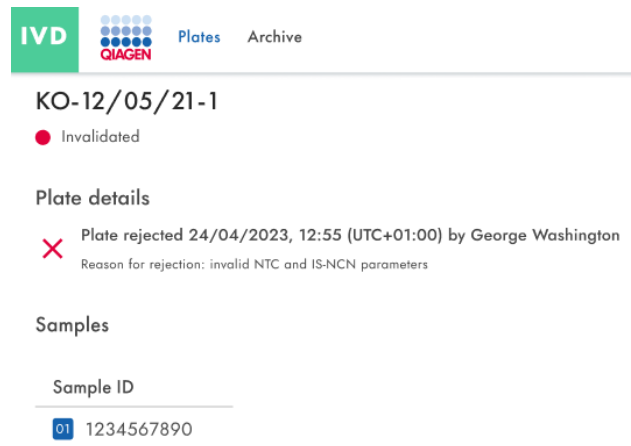 IVD QIAGEN Plates Archive
KO-12/05/21-1
Invalidated
Plate details
Plate rejected 24/04/2023, 12:55 (UTC+01:00) by George Washington
Reason for rejection: invalid NTC and IS-NCN parameters
Samples
Sample ID
01 1234567890